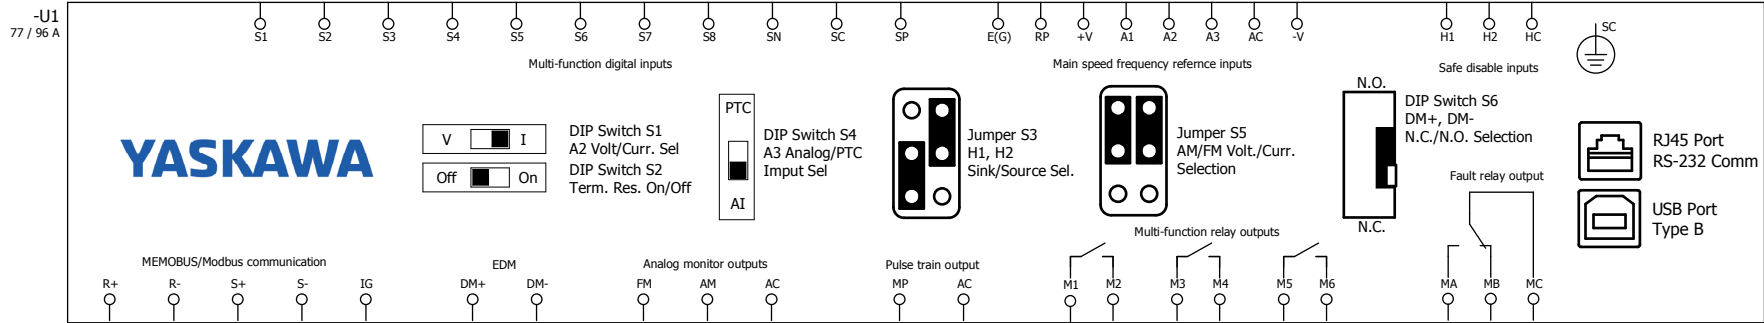 -U1
77 / 96 A
S1 S2 S3 S4 S5 S6 S7 S8 SN SC SP E(G) RP +V A1 A2 A3 AC -V H1 H2 HC SC
Multi-function digital inputs
Main speed frequency refernce inputs
Safe disable inputs
YASKAWA
V I
DIP Switch S1
A2 Volt/Curr. Sel
Off On
DIP Switch S2
Term. Res. On/Off
PTC
AI
DIP Switch S4
A3 Analog/PTC
Imput Sel
Jumper S3
H1, H2
Sink/Source Sel.
Jumper S5
AM/FM Volt./Curr.
Selection
N.O.
N.C.
DIP Switch S6
DM+, DM-
N.C./N.O. Selection
RJ45 Port
RS-232 Comm
USB Port
Type B
Fault relay output
Multi-function relay outputs
MEMOBUS/Modbus communication
EDM
Analog monitor outputs
Pulse train output
R+ R- S+ S- IG DM+ DM- FM AM AC MP AC M1 M2 M3 M4 M5 M6 MA MB MC